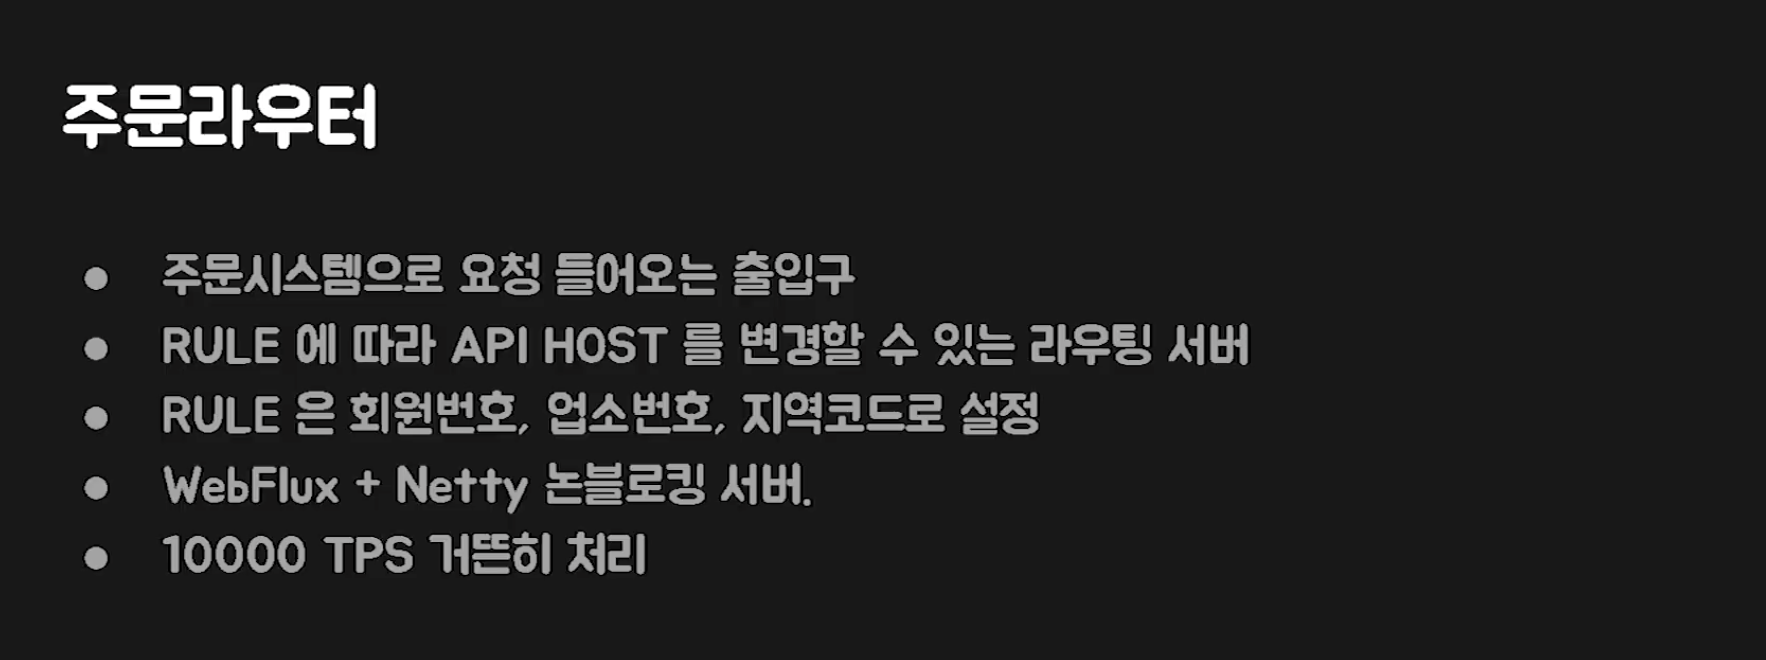 주문라우터
● 주문시스템으로 요청 들어오는 출입구
● RULE 에 따라 API HOST 를 변경할 수 있는 라우팅 서버
● RULE 은 회원번호, 업소번호, 지역코드로 설정
● WebFlux + Netty 논블로킹 서버.
● 10000 TPS 거뜬히 처리